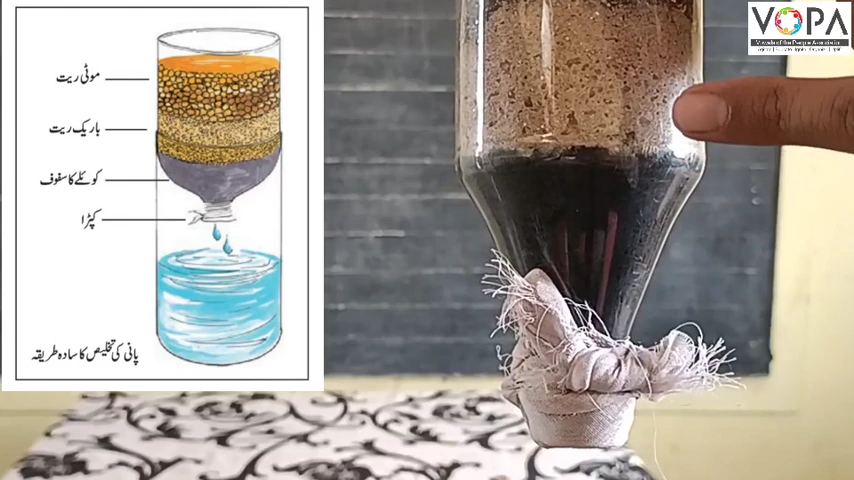 موٹی ریت
باریک ریت
کوئلے کا سفوف
کپڑا
پانی کی تخلیص کا سادہ طریقہ
VOPA